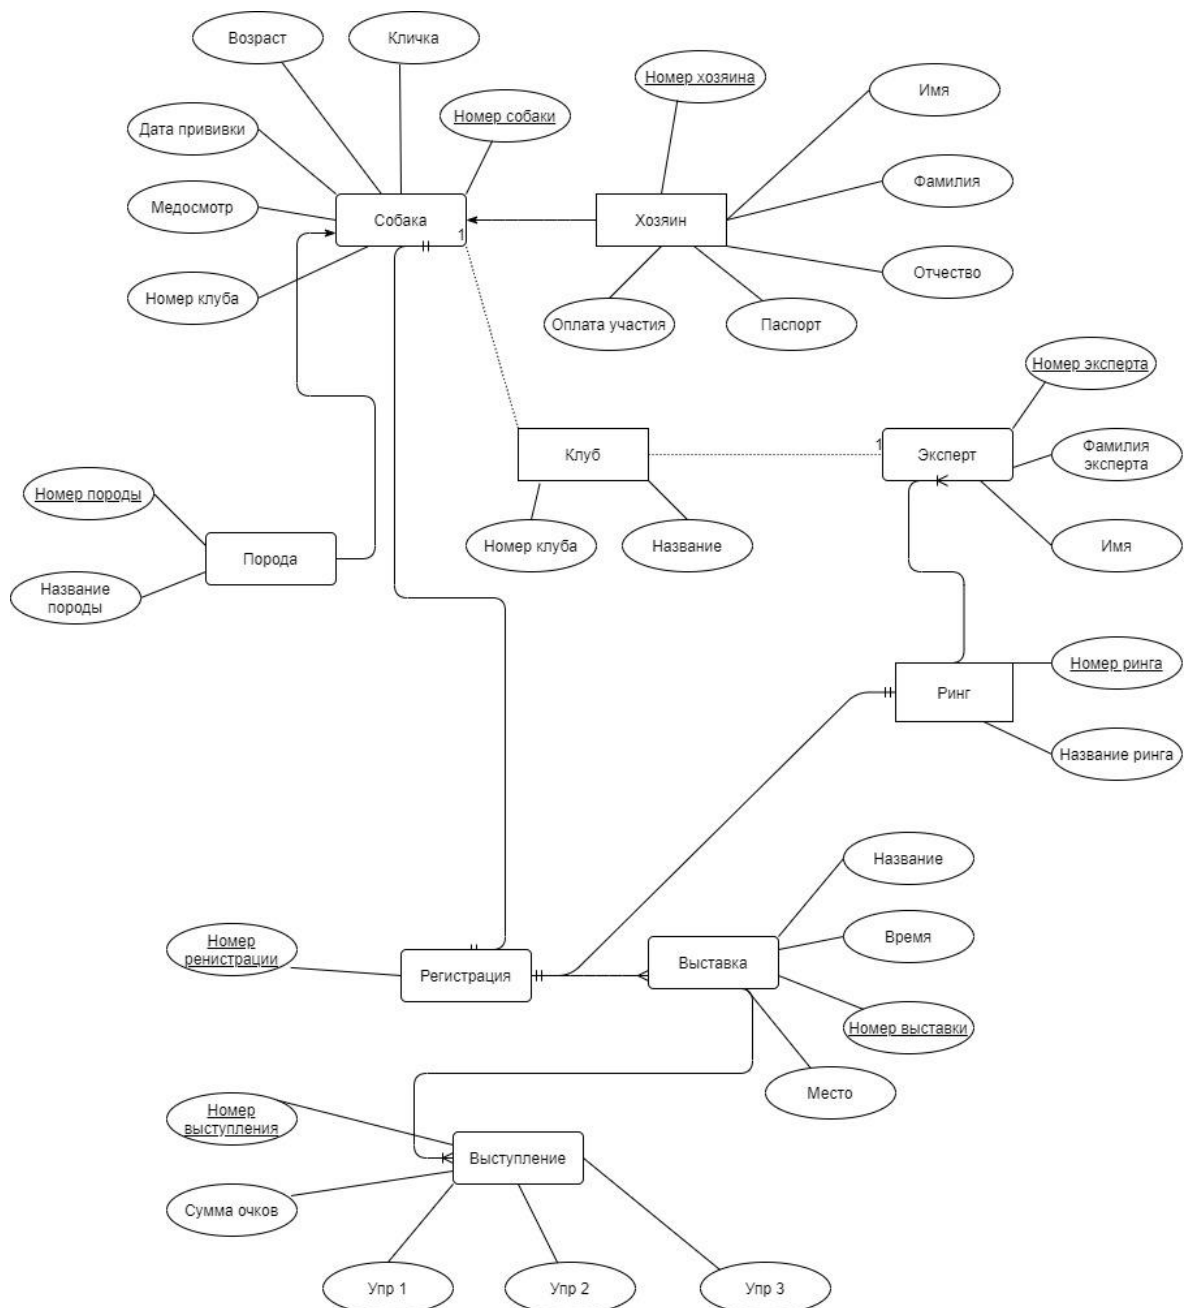 Возраст
Кличка
Номер хозяина
Имя
Номер собаки
Дата прививки
Медосмотр
Собака
Хозяин
Фамилия
1
Отчество
Номер клуба
Оплата участия
Паспорт
Номер эксперта
Клуб
1
Эксперт
Фамилия
эксперта
Номер породы
Номер клуба
Название
Имя
Порода
Название
породы
Номер ринга
Ринг
Название ринга
Название
Номер
ренистрации
Время
Регистрация
Выставка
Номер выставки
Место
Номер
выступления
Выступление
Сумма очков
Упр 1
Упр 2
Упр 3